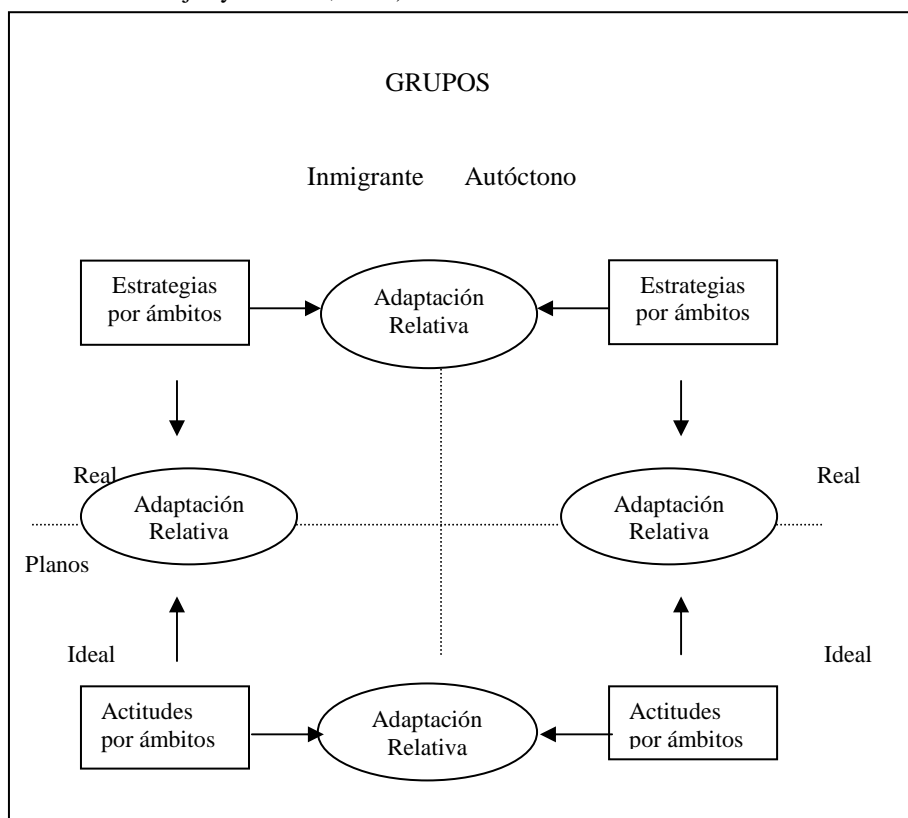 GRUPOS
Inmigrante Autóctono
Estrategias
por ámbitos
Adaptación
Relativa
Estrategias
por ámbitos
Real
Adaptación
Relativa
Adaptación
Relativa
Real
Planos
Ideal
Ideal
Actitudes
por ámbitos
Adaptación
Relativa
Actitudes
por ámbitos